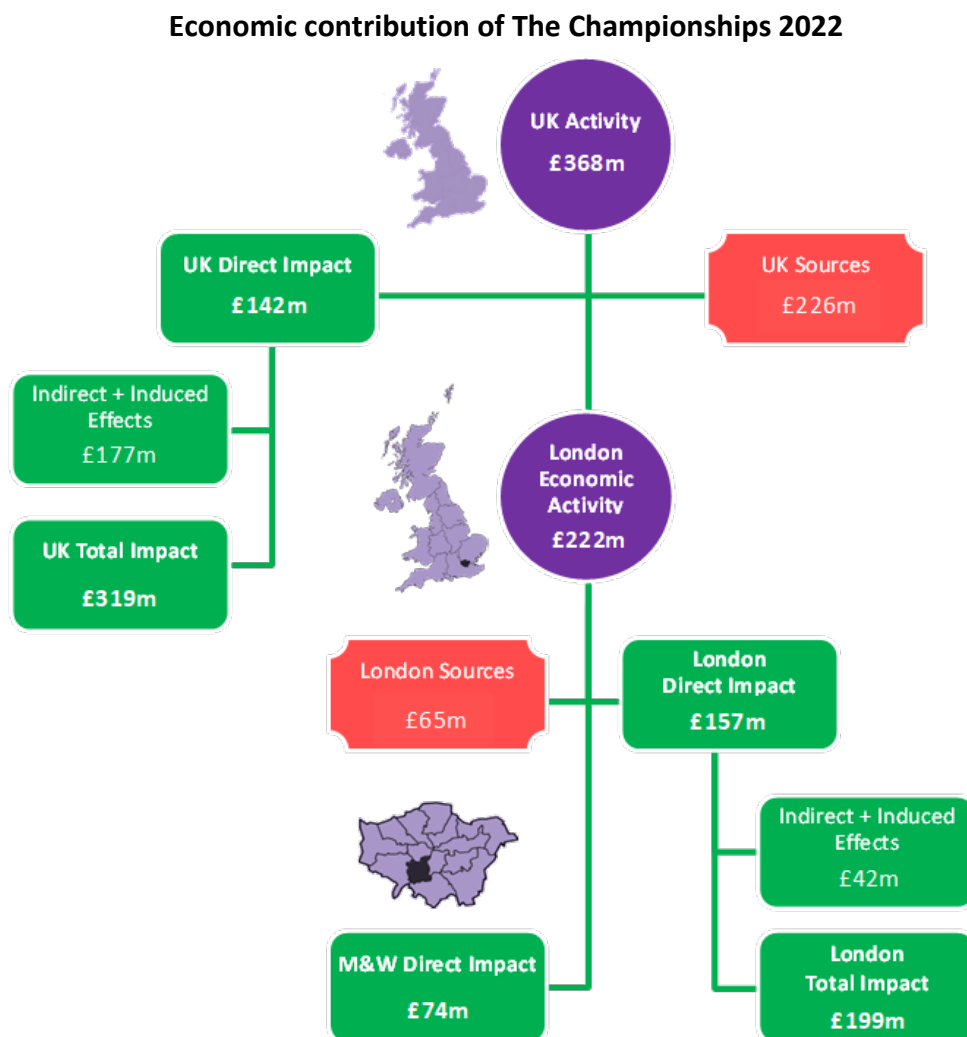 Economic contribution of The Championships 2022
UK Activity
£368m
UK Direct Impact
£142m
UK Sources
£226m
Indirect + Induced
Effects
£177m
London
Economic
Activity
£222m
UK Total Impact
£319m
London Sources
£65m
London
Direct Impact
£157m
Indirect + Induced
Effects
£42m
M&W Direct Impact
£74m
London
Total Impact
£199m